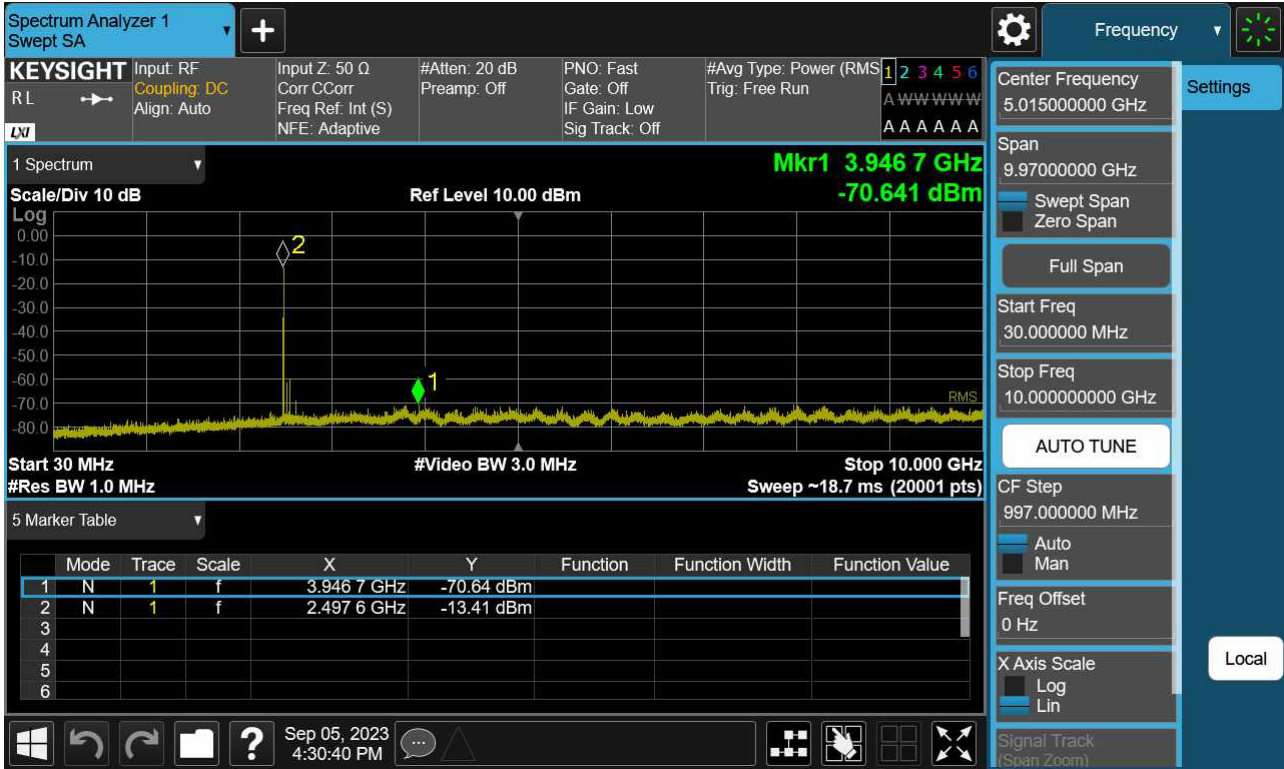 Spectrum Analyzer 1
Swept SA
+
Frequency
KEYSIGHT
R L
LXI
Input: RF
Coupling: DC
Align: Auto
Input Z: 50 Ω
Corr CCorr
Freq Ref: Int (S)
NFE: Adaptive
#Atten: 20 dB
Preamp: Off
PNO: Fast
Gate: Off
IF Gain: Low
Sig Track: Off
#Avg Type: Power (RMS
Trig: Free Run
1 2 3 4 5 6
A W W W W W
A A A A A A
1 Spectrum
Scale/Div 10 dB
Ref Level 10.00 dBm
Mkr1 3.946 7 GHz
-70.641 dBm
Log
0.00
-10.0
-20.0
-30.0
-40.0
-50.0
-60.0
-70.0
-80.0
2
1
RMS
Start 30 MHz
#Video BW 3.0 MHz
Stop 10.000 GHz
#Res BW 1.0 MHz
Sweep ~18.7 ms (20001 pts)
5 Marker Table
Mode Trace Scale X Y Function Function Width Function Value
1 N 1 f 3.946 7 GHz -70.64 dBm
2 N 1 f 2.497 6 GHz -13.41 dBm
3
4
5
6
?
Sep 05, 2023
4:30:40 PM
Center Frequency
5.015000000 GHz
Span
9.97000000 GHz
Swept Span
Zero Span
Full Span
Start Freq
30.000000 MHz
Stop Freq
10.000000000 GHz
AUTO TUNE
CF Step
997.000000 MHz
Auto
Man
Freq Offset
0 Hz
X Axis Scale
Log
Lin
Signal Track
(Span Zoom)
Settings
Local